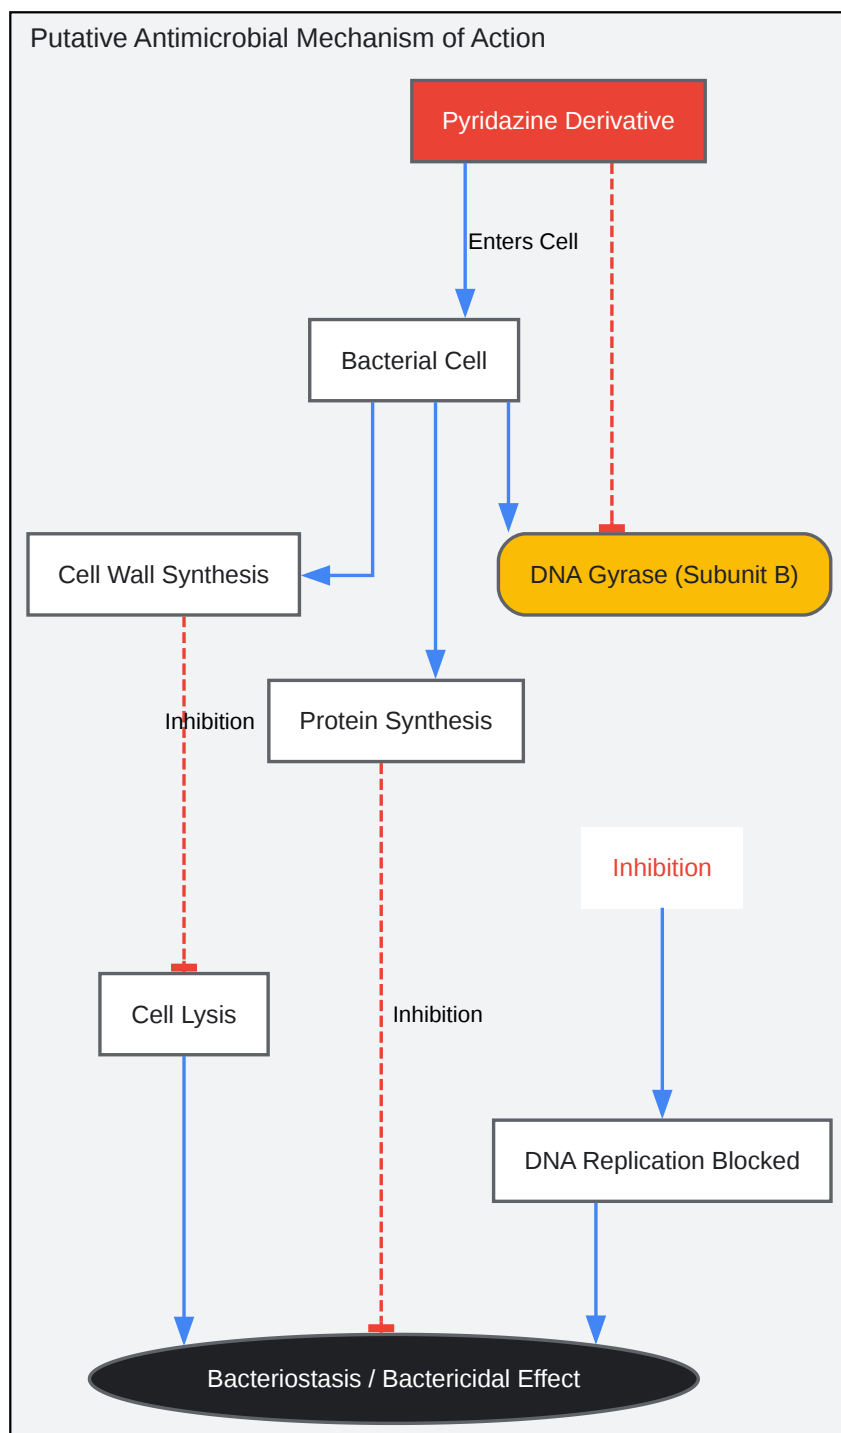 Putative Antimicrobial Mechanism of Action
Pyridazine Derivative
Enters Cell
Bacterial Cell
Cell Wall Synthesis
DNA Gyrase (Subunit B)
Inhibition
Protein Synthesis
Inhibition
Cell Lysis
Inhibition
DNA Replication Blocked
Bacteriostasis / Bactericidal Effect